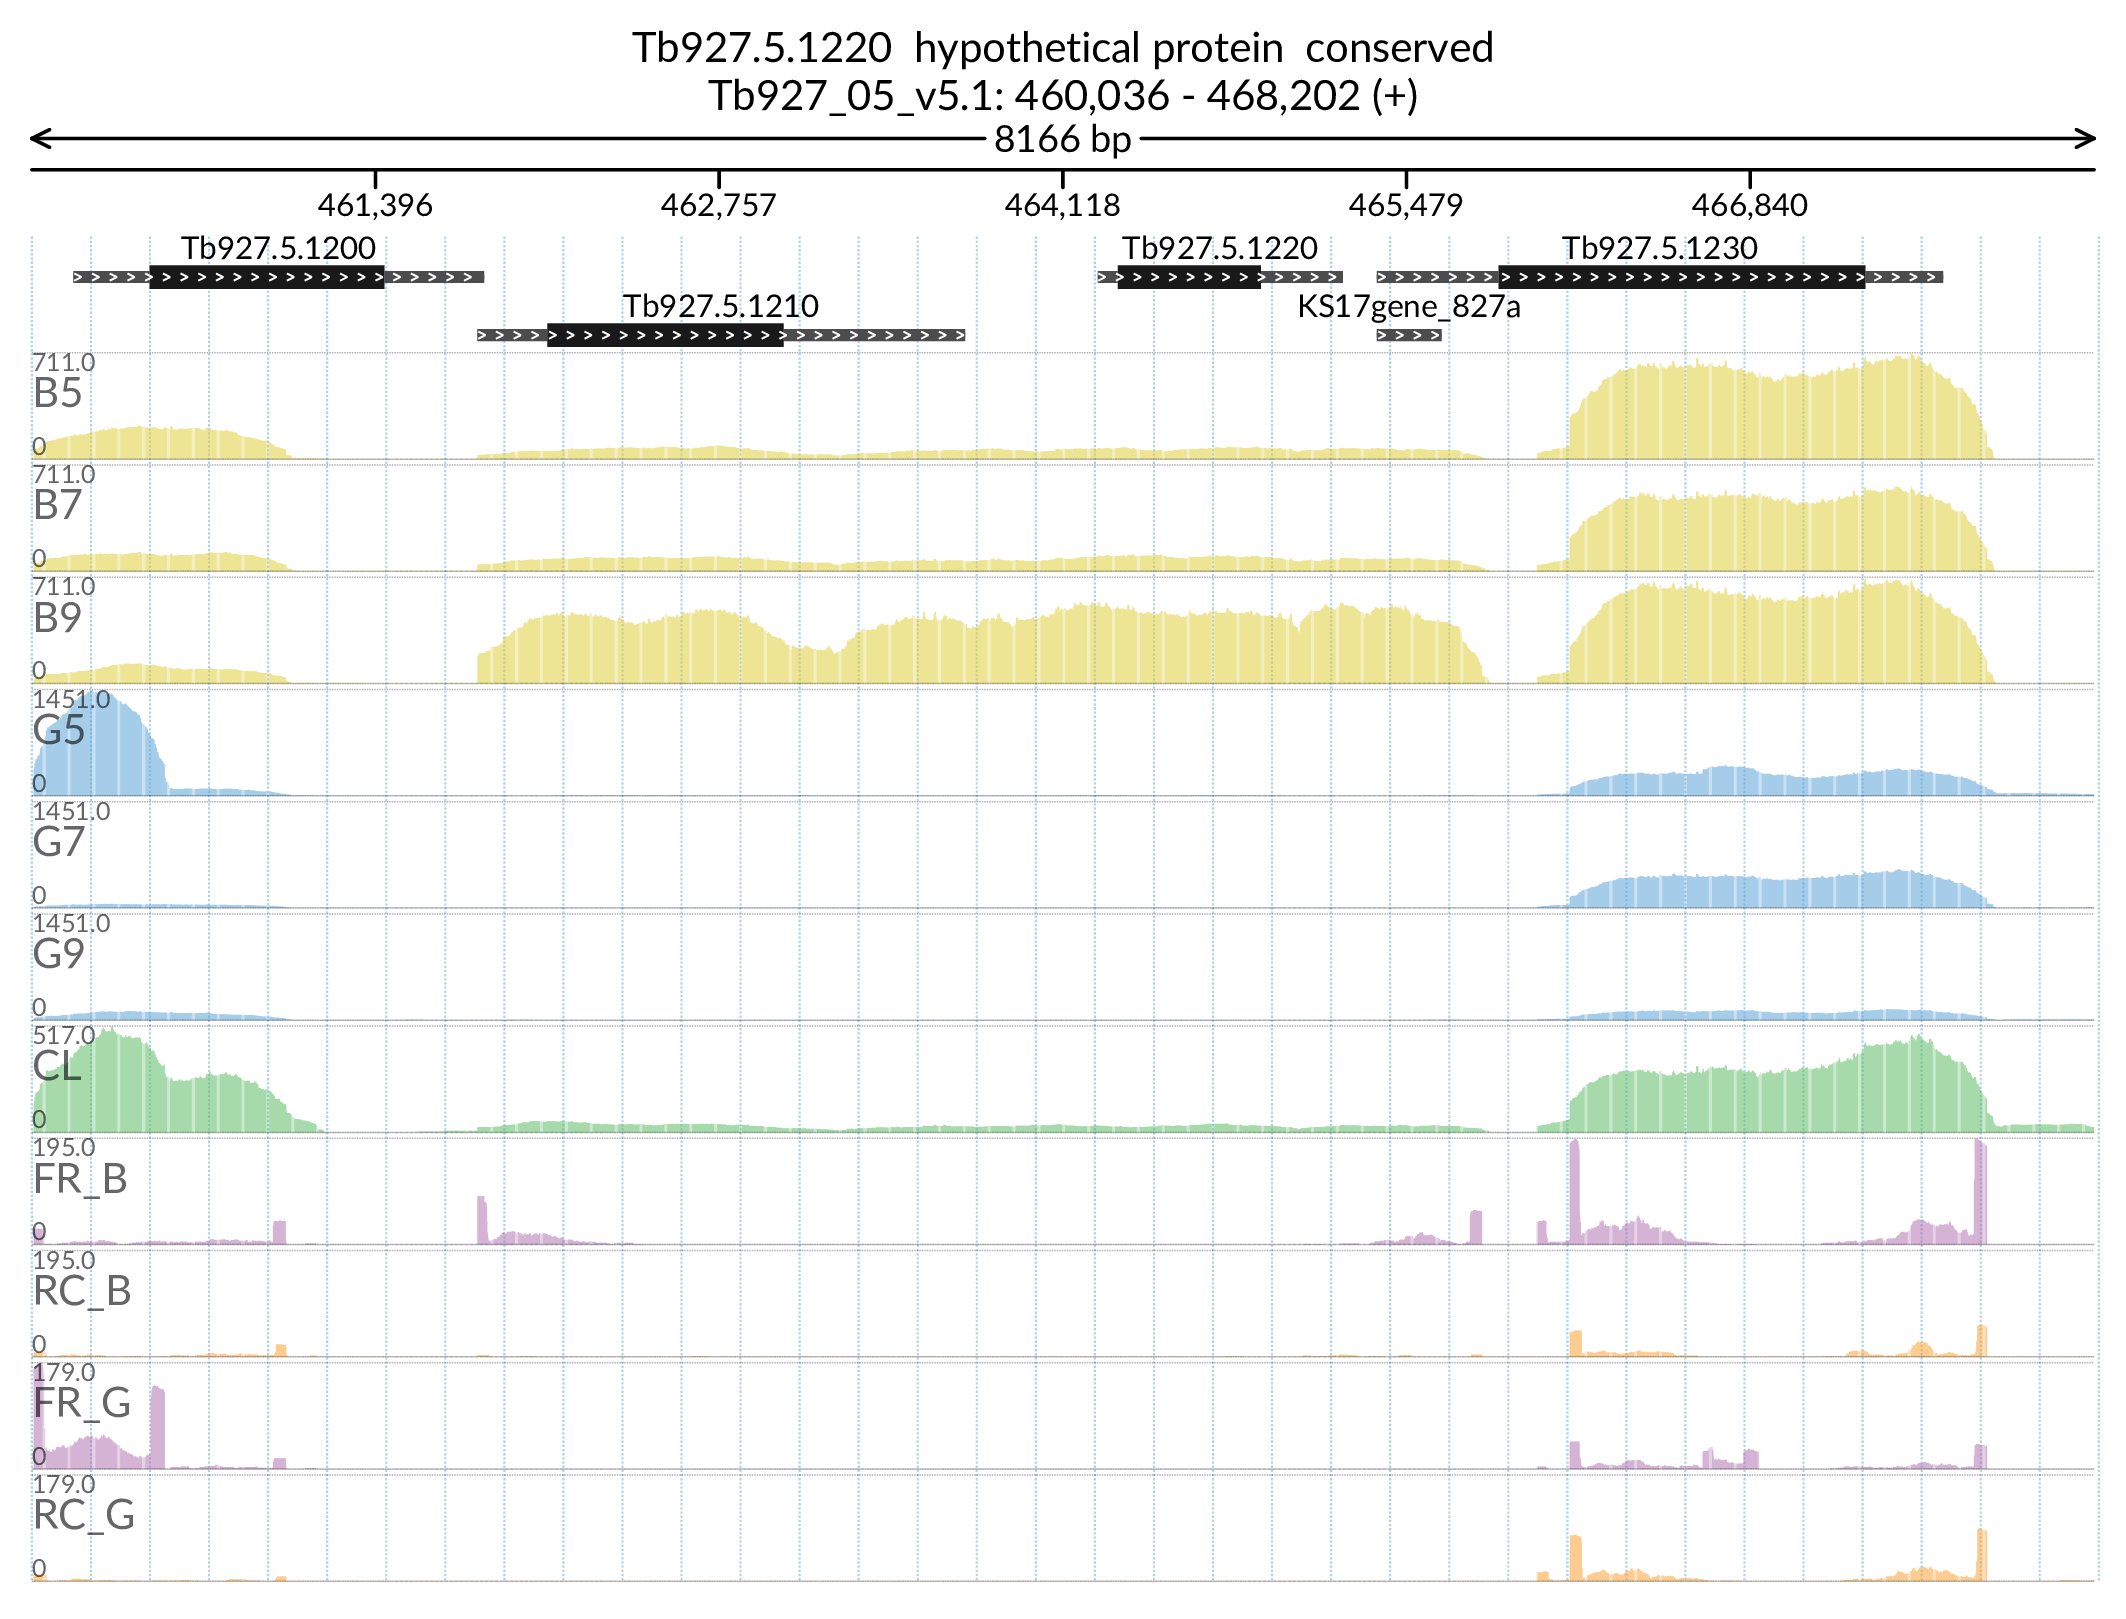 Tb927.5.1220 hypothetical protein conserved
Tb927_05_v5.1: 460,036 - 468,202 (+)
8166 bp
461,396 462,757 464,118 465,479 466,840
Tb927.5.1200 Tb927.5.1220 Tb927.5.1230
Tb927.5.1210 KS17gene_827a
711.0
B5
0
711.0
B7
0
711.0
B9
0
1451.0
G5
0
1451.0
G7
0
1451.0
G9
0
517.0
CL
0
195.0
FR_B
0
195.0
RC_B
0
179.0
FR_G
0
179.0
RC_G
0